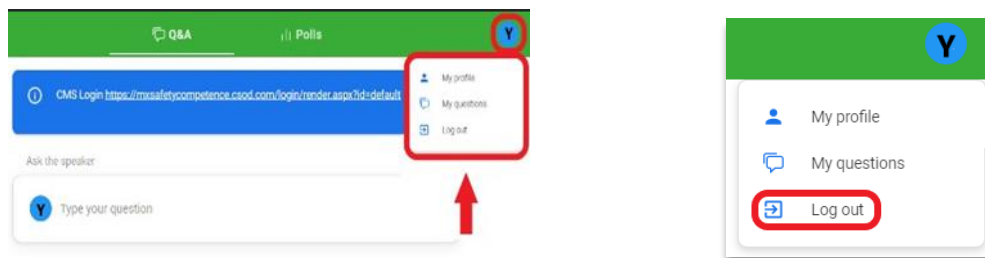 Q&A
Polls
Y
My profile
My questions
Log out
CMS Login https://mxsafetycompetence.csod.com/login/render.aspx?id=default
Ask the speaker
Y
Type your question
Y
My profile
My questions
Log out